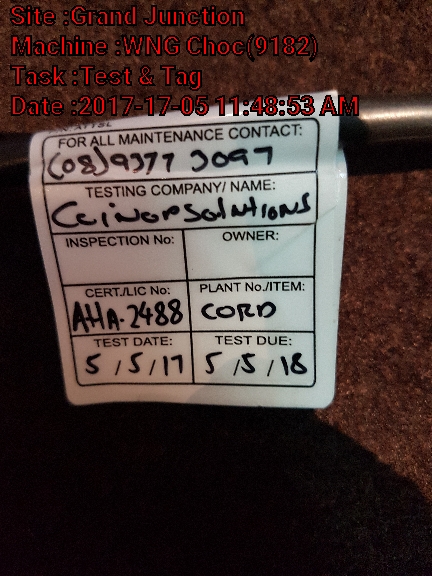 Site :Grand Junction
Machine :WNG Choc(9182)
Task :Test & Tag
Date :2017-17-05 11:48:53 AM
FOR ALL MAINTENANCE CONTACT:
(08)9377 3097
TESTING COMPANY/ NAME:
CoinopSolutions
INSPECTION No: OWNER:
CERT./LIC No: PLANT No./ITEM:
AHA-2488 CORD
TEST DATE: TEST DUE:
5/5/17 5/5/18